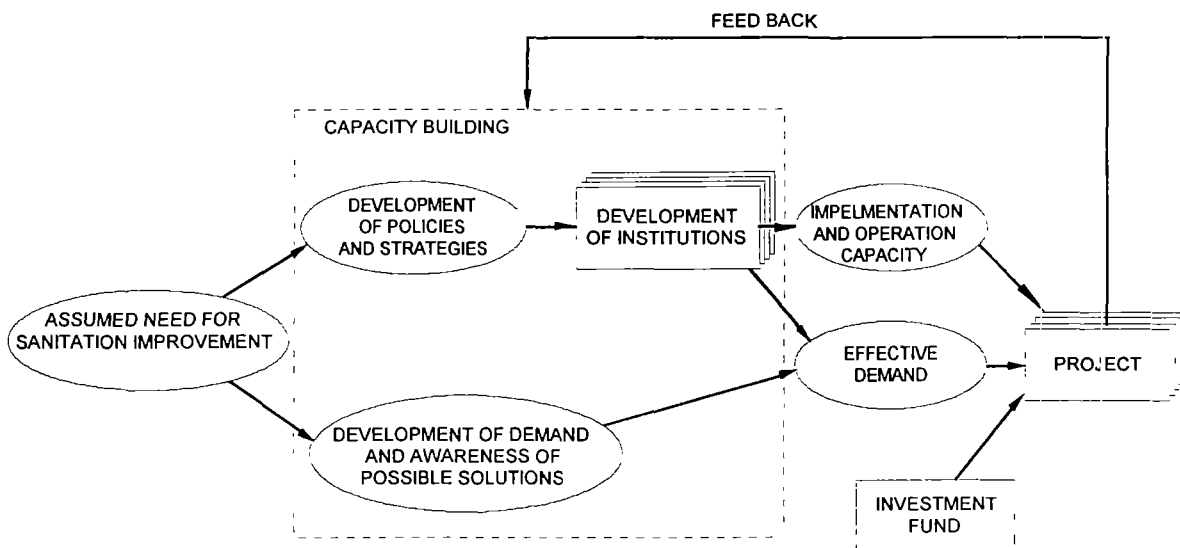 FEED BACK
CAPACITY BUILDING
DEVELOPMENT
OF POLICIES
AND STRATEGIES
DEVELOPMENT
OF INSTITUTIONS
IMPELMENTATION
AND OPERATION
CAPACITY
ASSUMED NEED FOR
SANITATION IMPROVEMENT
EFFECTIVE
DEMAND
PROJECT
DEVELOPMENT OF DEMAND
AND AWARENESS OF
POSSIBLE SOLUTIONS
INVESTMENT
FUND